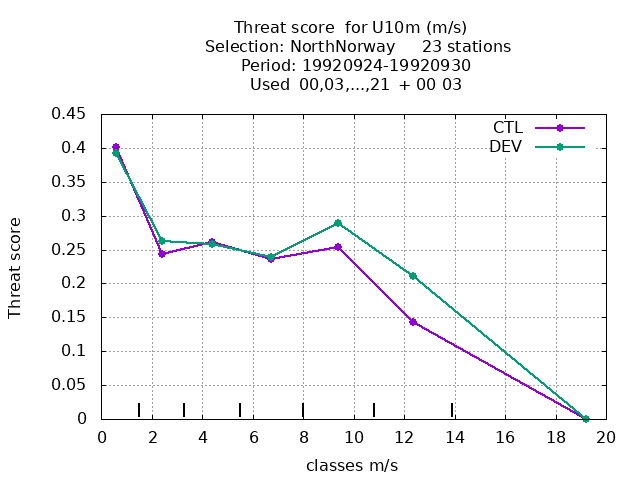 Threat score  for U10m (m/s)
Selection: NorthNorway     23 stations
Period: 19920924-19920930
Used  00,03,...,21  + 00 03
CTL
DEV
Threat score
0.45
0.4
0.35
0.3
0.25
0.2
0.15
0.1
0.05
0
0 2 4 6 8 10 12 14 16 18 20
classes m/s